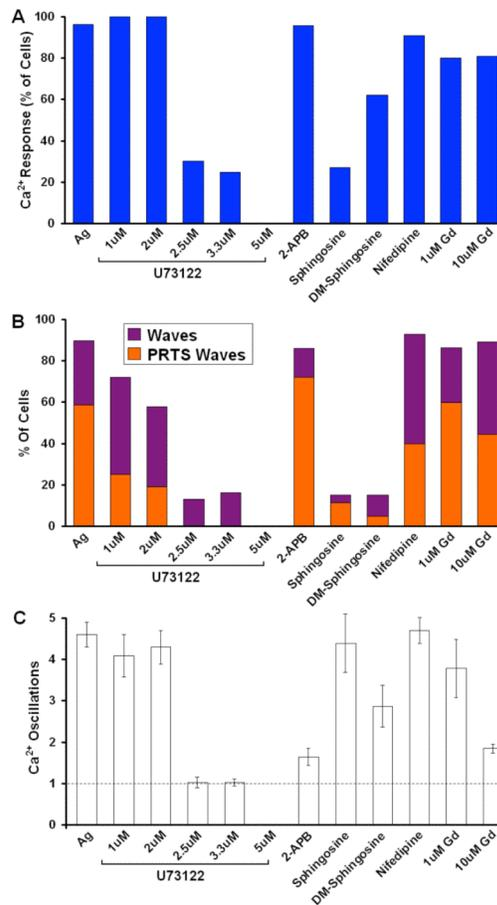 A
Ca2+ Response (% of Cells)
100
80
60
40
20
0
Ag
1uM
2uM
2.5uM
3.3uM
5uM
2-APB
Sphingosine
DM-Sphingosine
Nifedipine
1uM Gd
10uM Gd
U73122
B
% Of Cells
100
80
60
40
20
0
Waves
PRTS Waves
Ag
1uM
2uM
2.5uM
3.3uM
5uM
2-APB
Sphingosine
DM-Sphingosine
Nifedipine
1uM Gd
10uM Gd
U73122
C
Ca2+ Oscillations
5
4
3
2
1
0
Ag
1uM
2uM
2.5uM
3.3uM
5uM
2-APB
Sphingosine
DM-Sphingosine
Nifedipine
1uM Gd
10uM Gd
U73122